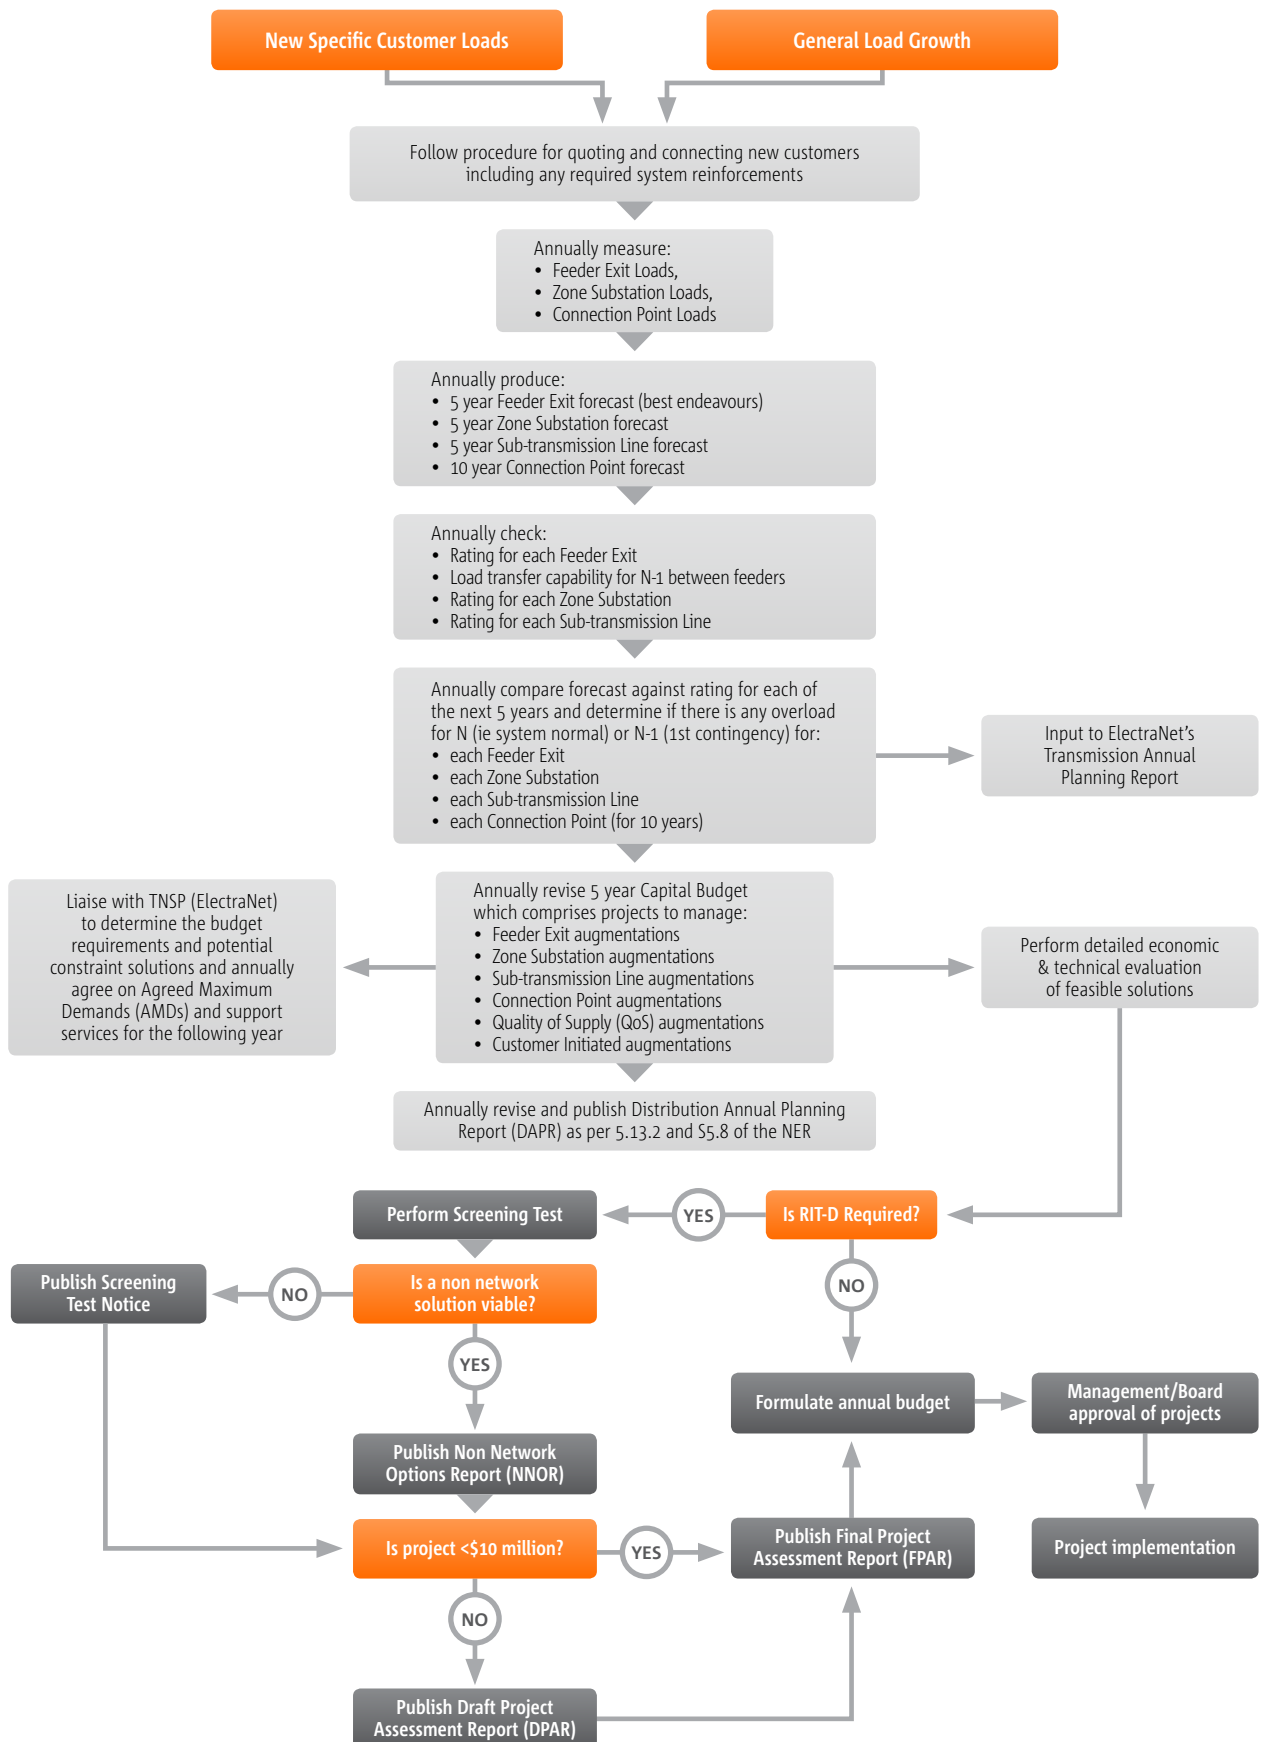 New Specific Customer Loads
General Load Growth
Follow procedure for quoting and connecting new customers
including any required system reinforcements
Annually measure:
• Feeder Exit Loads,
• Zone Substation Loads,
• Connection Point Loads
Annually produce:
• 5 year Feeder Exit forecast (best endeavours)
• 5 year Zone Substation forecast
• 5 year Sub-transmission Line forecast
• 10 year Connection Point forecast
Annually check:
• Rating for each Feeder Exit
• Load transfer capability for N-1 between feeders
• Rating for each Zone Substation
• Rating for each Sub-transmission Line
Annually compare forecast against rating for each of
the next 5 years and determine if there is any overload
for N (ie system normal) or N-1 (1st contingency) for:
• each Feeder Exit
• each Zone Substation
• each Sub-transmission Line
• each Connection Point (for 10 years)
Input to ElectraNet's
Transmission Annual
Planning Report
Liaise with TNSP (ElectraNet)
to determine the budget
requirements and potential
constraint solutions and annually
agree on Agreed Maximum
Demands (AMDs) and support
services for the following year
Annually revise 5 year Capital Budget
which comprises projects to manage:
• Feeder Exit augmentations
• Zone Substation augmentations
• Sub-transmission Line augmentations
• Connection Point augmentations
• Quality of Supply (QoS) augmentations
• Customer Initiated augmentations
Perform detailed economic
& technical evaluation
of feasible solutions
Annually revise and publish Distribution Annual Planning
Report (DAPR) as per 5.13.2 and S5.8 of the NER
Perform Screening Test
YES
Is RIT-D Required?
Publish Screening
Test Notice
NO
Is a non network
solution viable?
NO
YES
Formulate annual budget
Management/Board
approval of projects
Publish Non Network
Options Report (NNOR)
Is project <$10 million?
YES
Publish Final Project
Assessment Report (FPAR)
Project implementation
NO
Publish Draft Project
Assessment Report (DPAR)